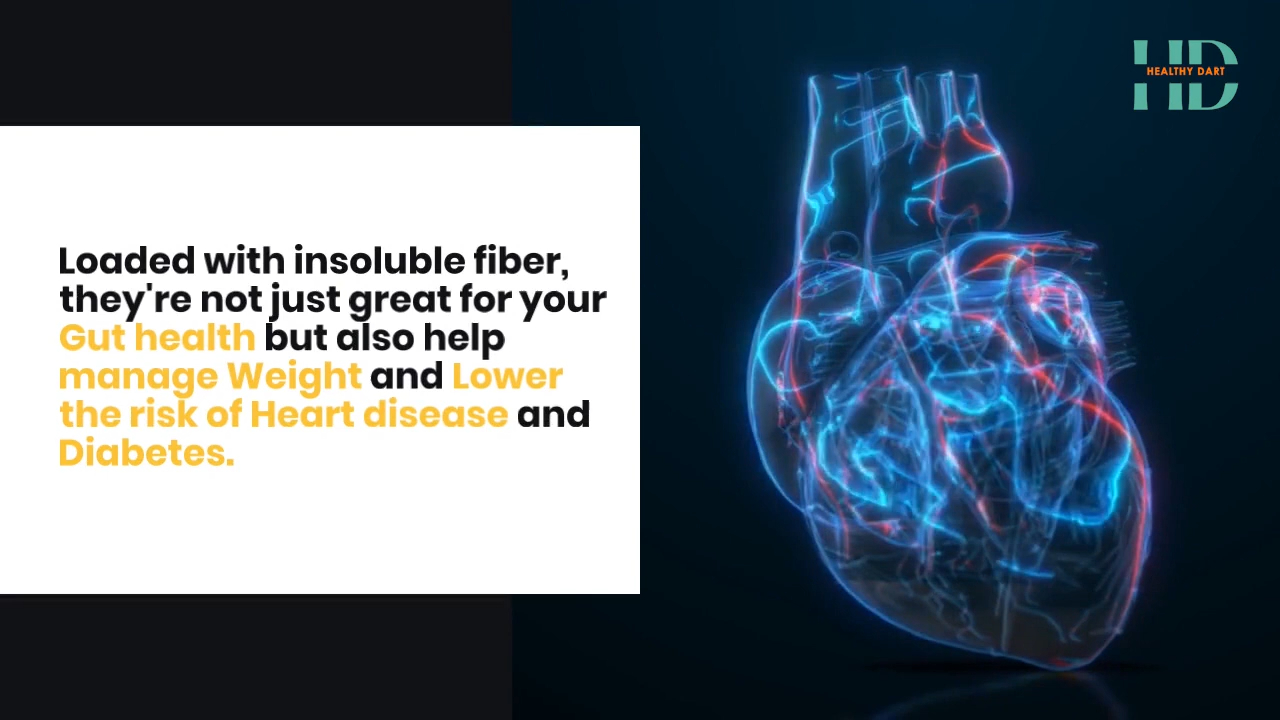 HD
HEALTHY DART
Loaded with insoluble fiber,
they're not just great for your
Gut health but also help
manage Weight and Lower
the risk of Heart disease and
Diabetes.